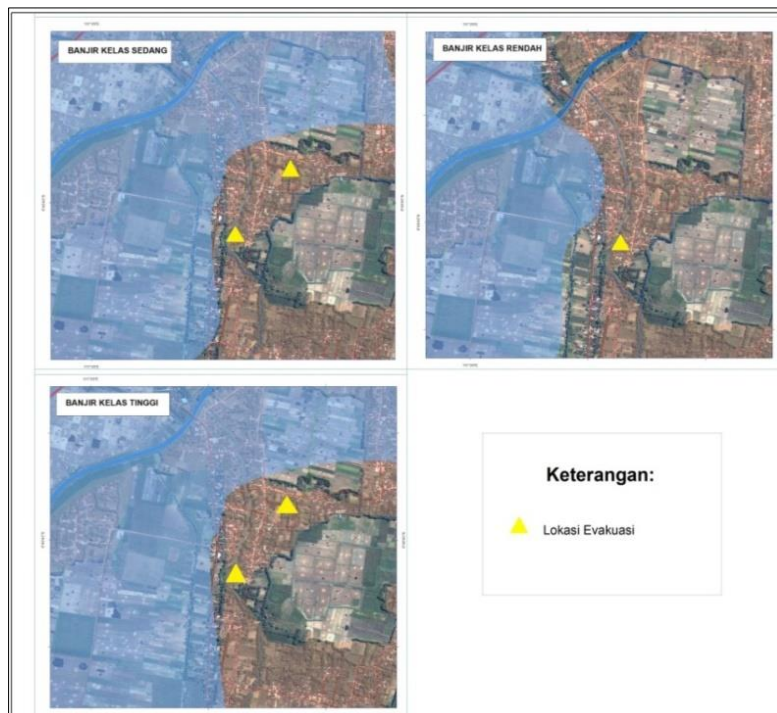 BANJIR KELAS SEDANG
BANJIR KELAS RENDAH
BANJIR KELAS TINGGI
Keterangan:
Lokasi Evakuasi